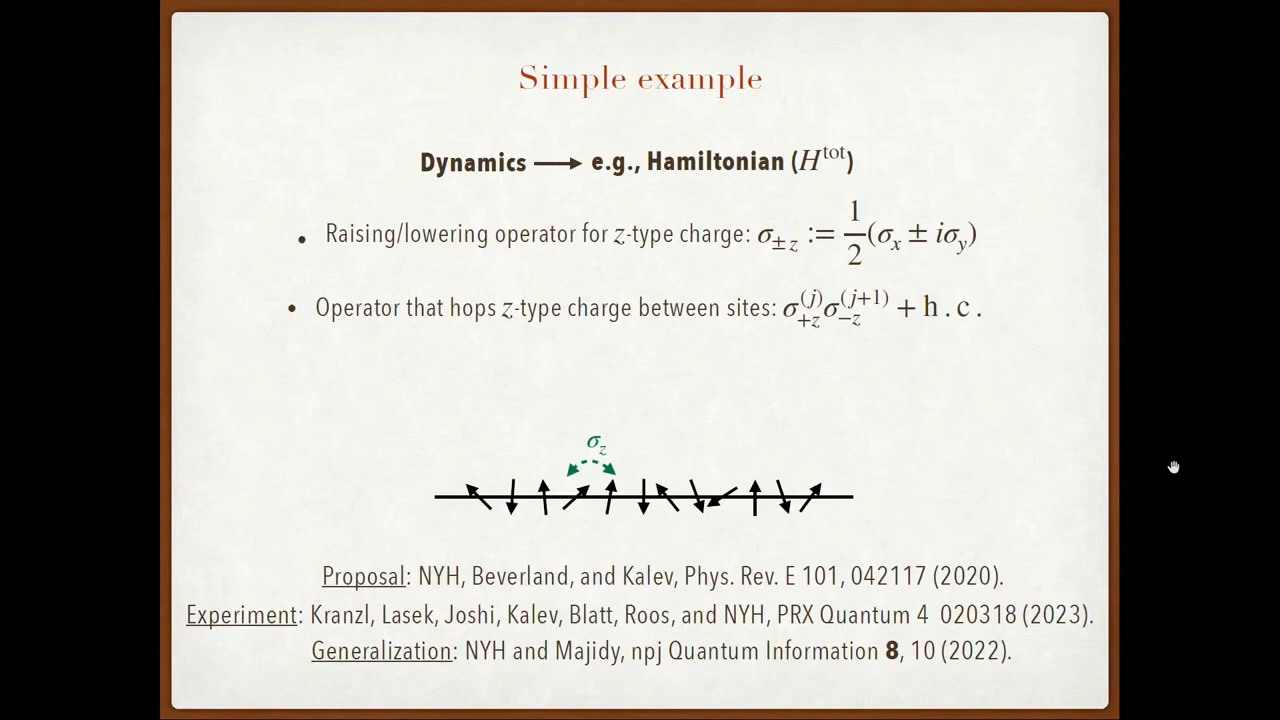 Simple example
Dynamics ⟶ e.g., Hamiltonian (H^tot)
• Raising/lowering operator for z-type charge: σ_{±z} := 1/2 (σ_x ± iσ_y)
• Operator that hops z-type charge between sites: σ_{+z}^{(j)} σ_{−z}^{(j+1)} + h.c.
σ_z
Proposal: NYH, Beverland, and Kalev, Phys. Rev. E 101, 042117 (2020).
Experiment: Kranzl, Lasek, Joshi, Kalev, Blatt, Roos, and NYH, PRX Quantum 4 020318 (2023).
Generalization: NYH and Majidy, npj Quantum Information 8, 10 (2022).